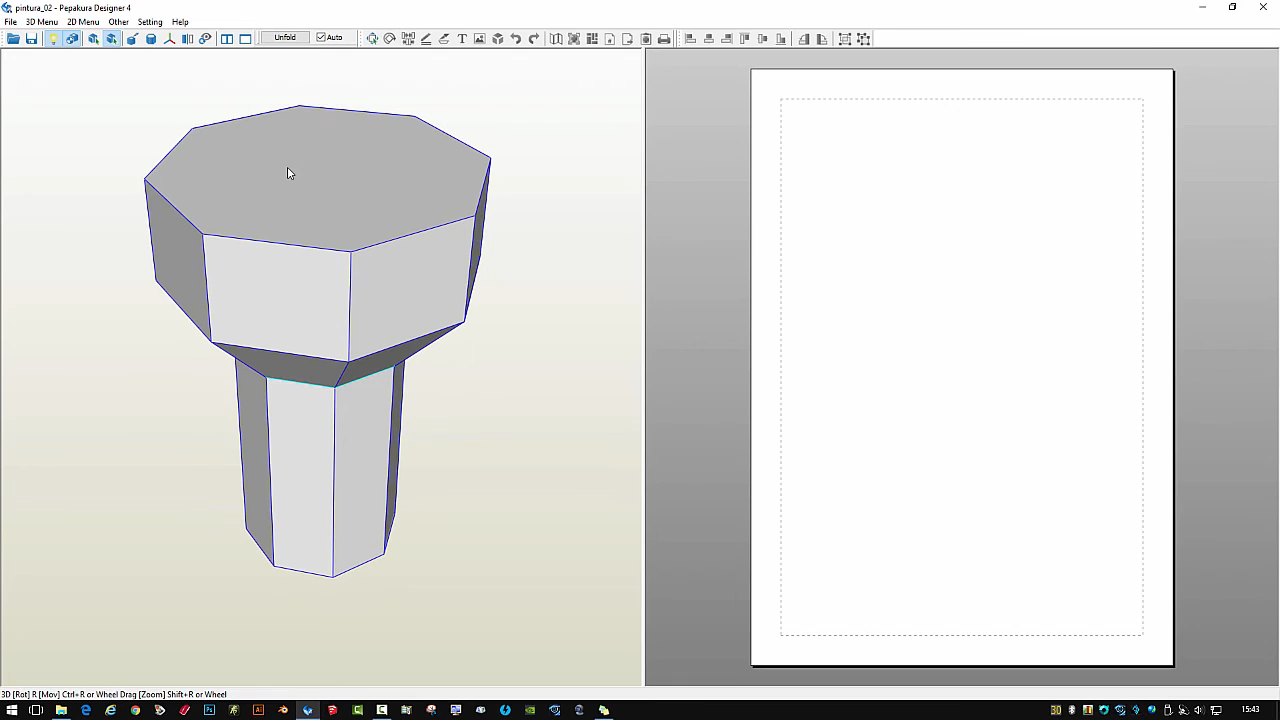 pintura_02 - Pepakura Designer 4
File 3D Menu 2D Menu Other Setting Help
Unfold Auto
3D [Rot] R [Mov] Ctrl+R or Wheel Drag [Zoom] Shift+R or Wheel
15:43